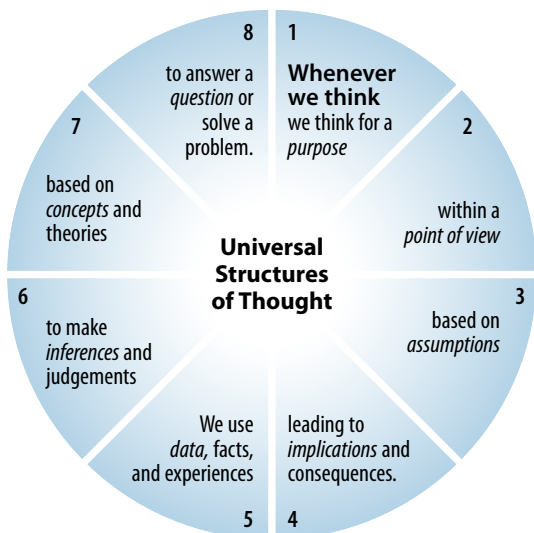 Universal
Structures
of Thought
1
Whenever
we think
we think for a
purpose
2
within a
point of view
3
based on
assumptions
leading to
implications and
consequences.
4
We use
data, facts,
and experiences
5
6
to make
inferences and
judgements
7
based on
concepts and
theories
8
to answer a
question or
solve a
problem.